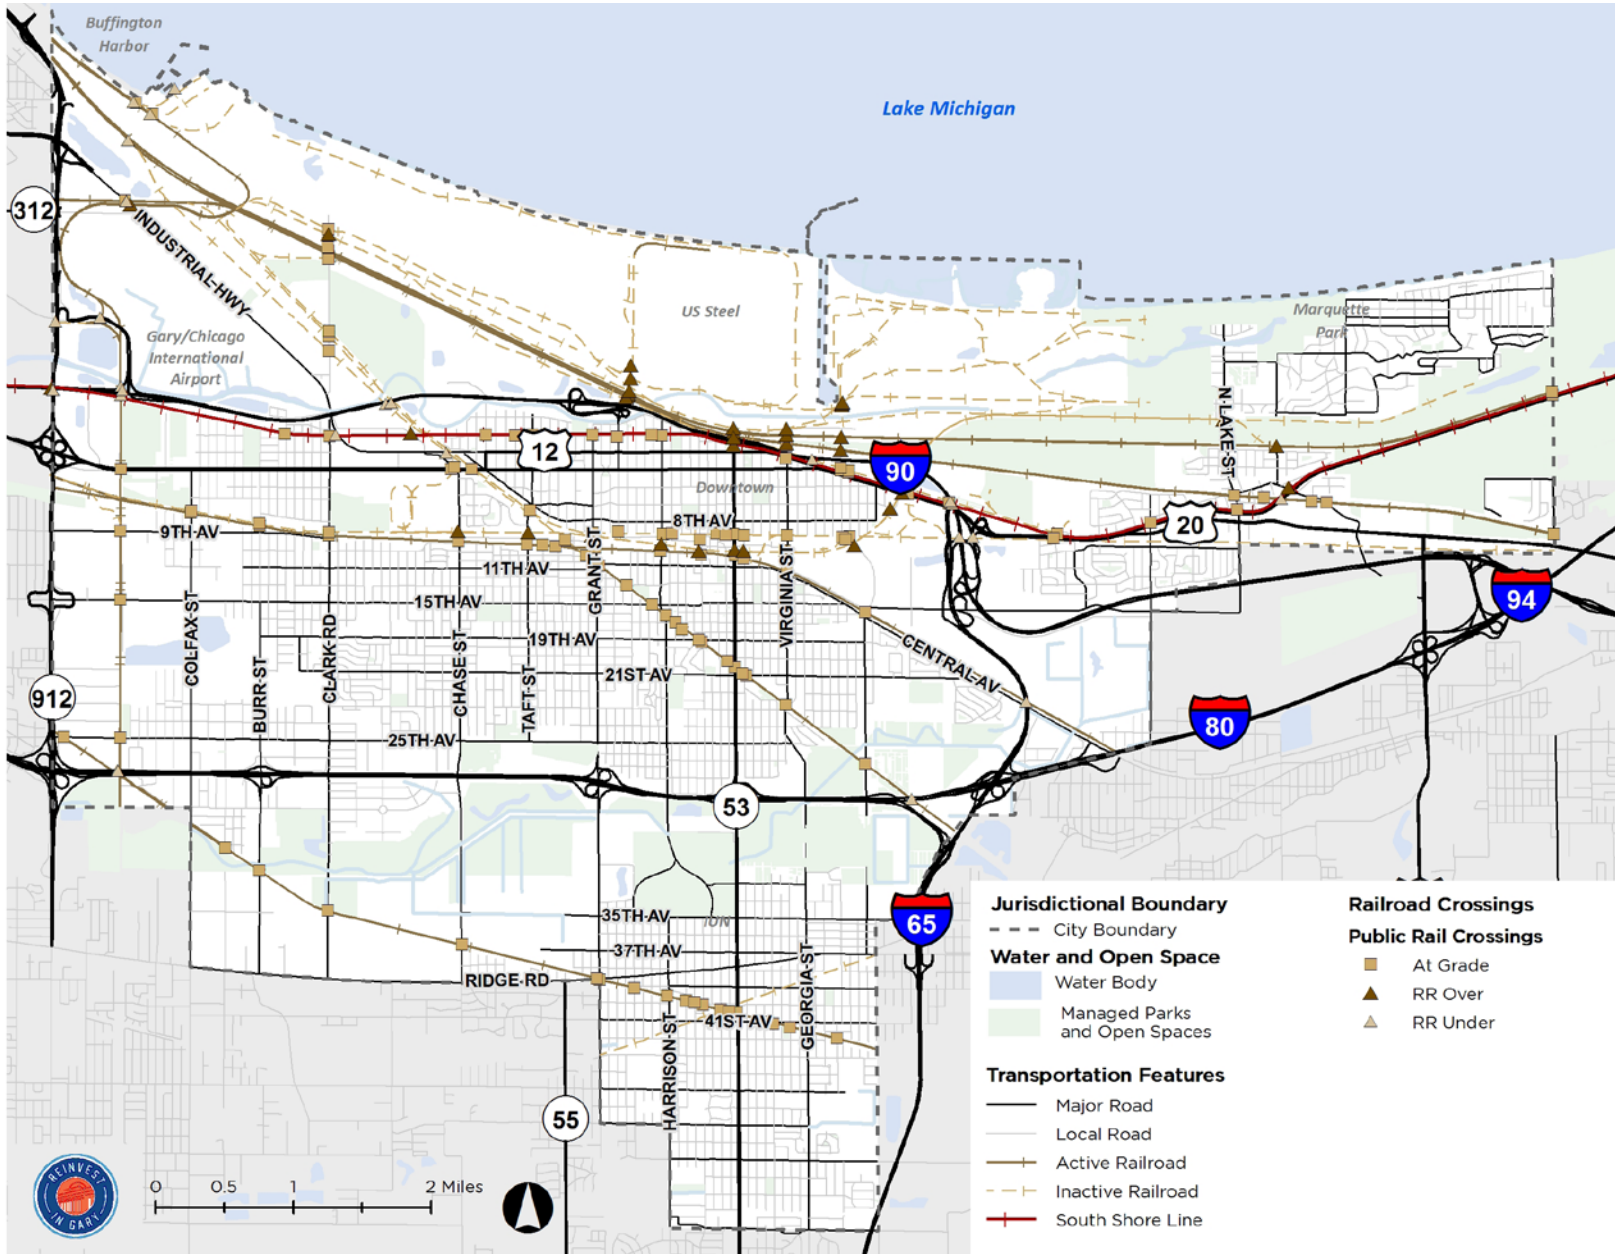 Buffington
Harbor
Lake Michigan
312
INDUSTRIAL HWY
US Steel
Marquette
Park
Gary/Chicago
International
Airport
N LAKE ST
12
90
Downtown
20
8TH AV
9TH AV
GRANT ST
VIRGINIA ST
11TH AV
94
15TH AV
COLFAX ST
BURR ST
CLARK RD
CHASE ST
TAFT ST
19TH AV
CENTRAL AV
21ST AV
912
80
25TH AV
53
35TH AV
IUN
65
37TH AV
RIDGE RD
GEORGIA ST
41ST AV
HARRISON ST
55
Jurisdictional Boundary
City Boundary
Water and Open Space
Water Body
Managed Parks
and Open Spaces
Transportation Features
Major Road
Local Road
Active Railroad
Inactive Railroad
South Shore Line
Railroad Crossings
Public Rail Crossings
At Grade
RR Over
RR Under
REINVEST
IN GARY
0 0.5 1 2 Miles